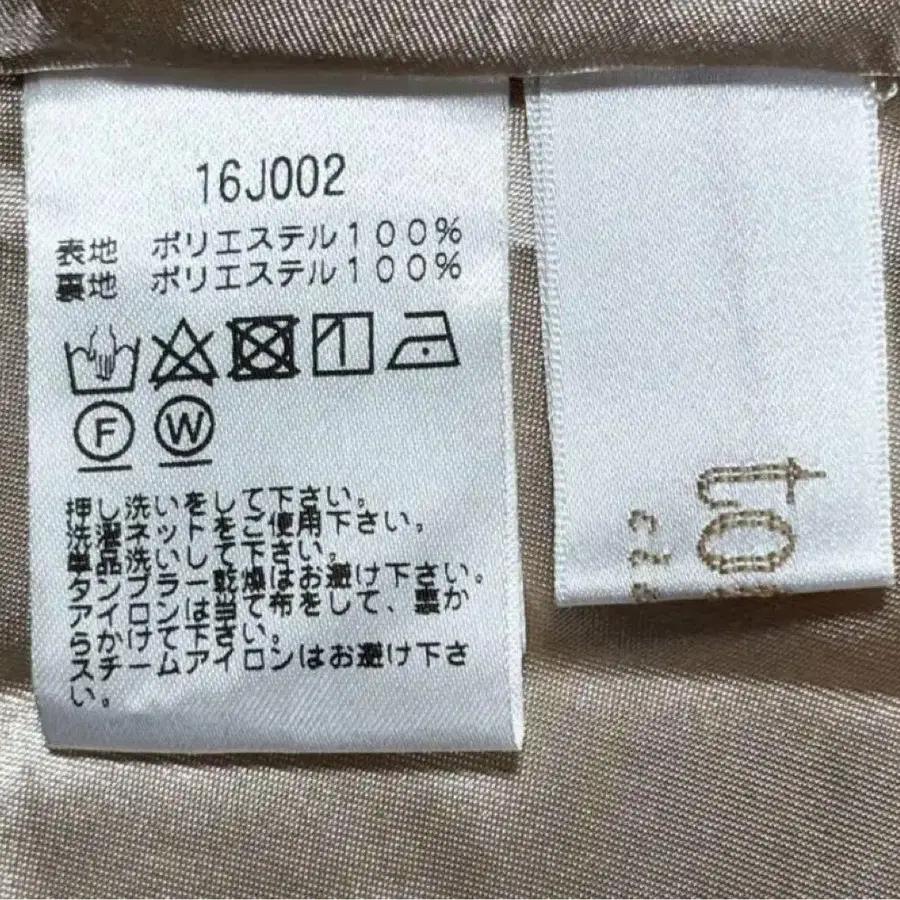 16J002
表地 ポリエステル100%
裏地 ポリエステル100%
F W
押し洗いをして下さい。
洗濯ネットをご使用下さい。
単品洗いして下さい。
タンブラー乾燥はお避け下さい。
アイロンは当て布をして、裏か
らかけて下さい。
スチームアイロンはお避け下さ
い。
to